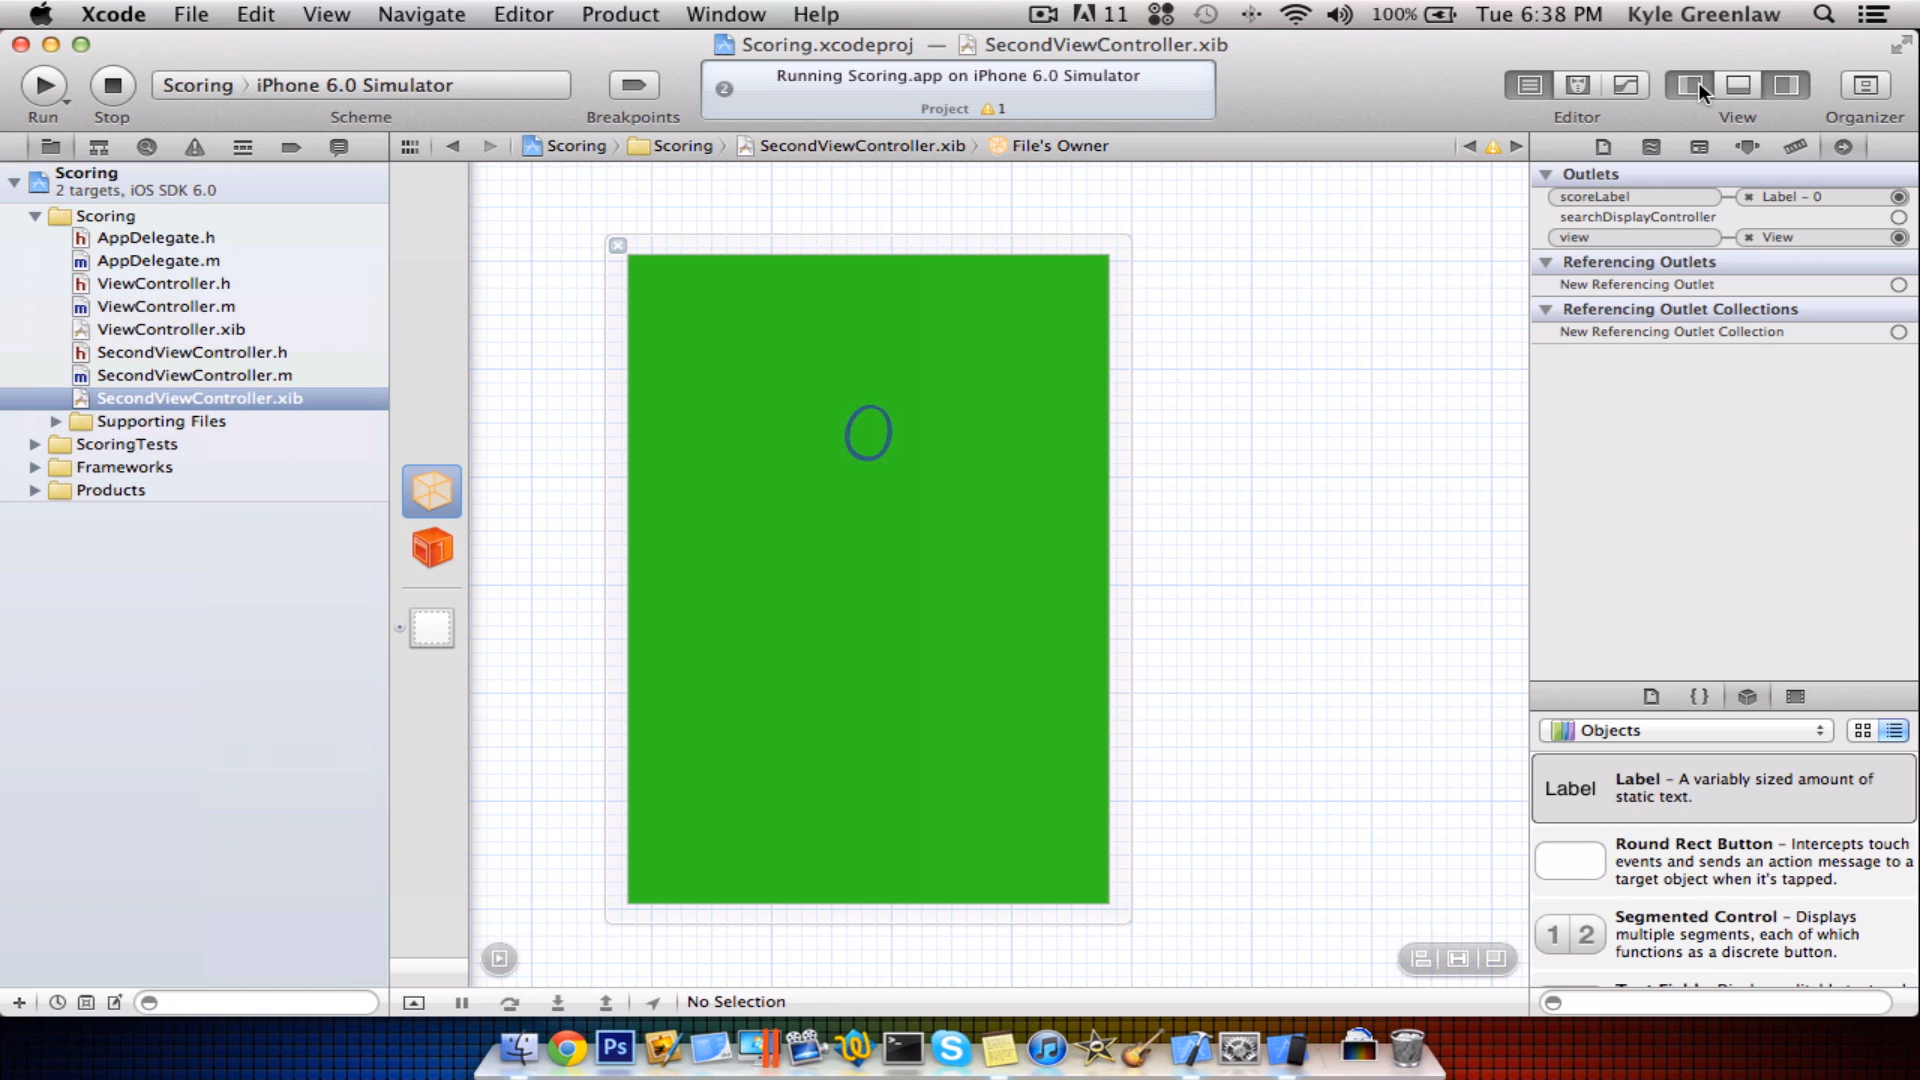 Xcode File Edit View Navigate Editor Product Window Help 11 100% Tue 6:38 PM Kyle Greenlaw
Scoring.xcodeproj — SecondViewController.xib
Scoring iPhone 6.0 Simulator
Running Scoring.app on iPhone 6.0 Simulator
2
Project 1
Run Stop Scheme Breakpoints Editor View Organizer
Scoring Scoring SecondViewController.xib File's Owner
Scoring
2 targets, iOS SDK 6.0
Scoring
AppDelegate.h
AppDelegate.m
ViewController.h
ViewController.m
ViewController.xib
SecondViewController.h
SecondViewController.m
SecondViewController.xib
Supporting Files
ScoringTests
Frameworks
Products
0
Outlets
scoreLabel Label - 0
searchDisplayController
view View
Referencing Outlets
New Referencing Outlet
Referencing Outlet Collections
New Referencing Outlet Collection
{ }
Objects
Label
Label - A variably sized amount of
static text.
Round Rect Button - Intercepts touch
events and sends an action message to a
target object when it's tapped.
1 2
Segmented Control - Displays
multiple segments, each of which
functions as a discrete button.
No Selection
Ps